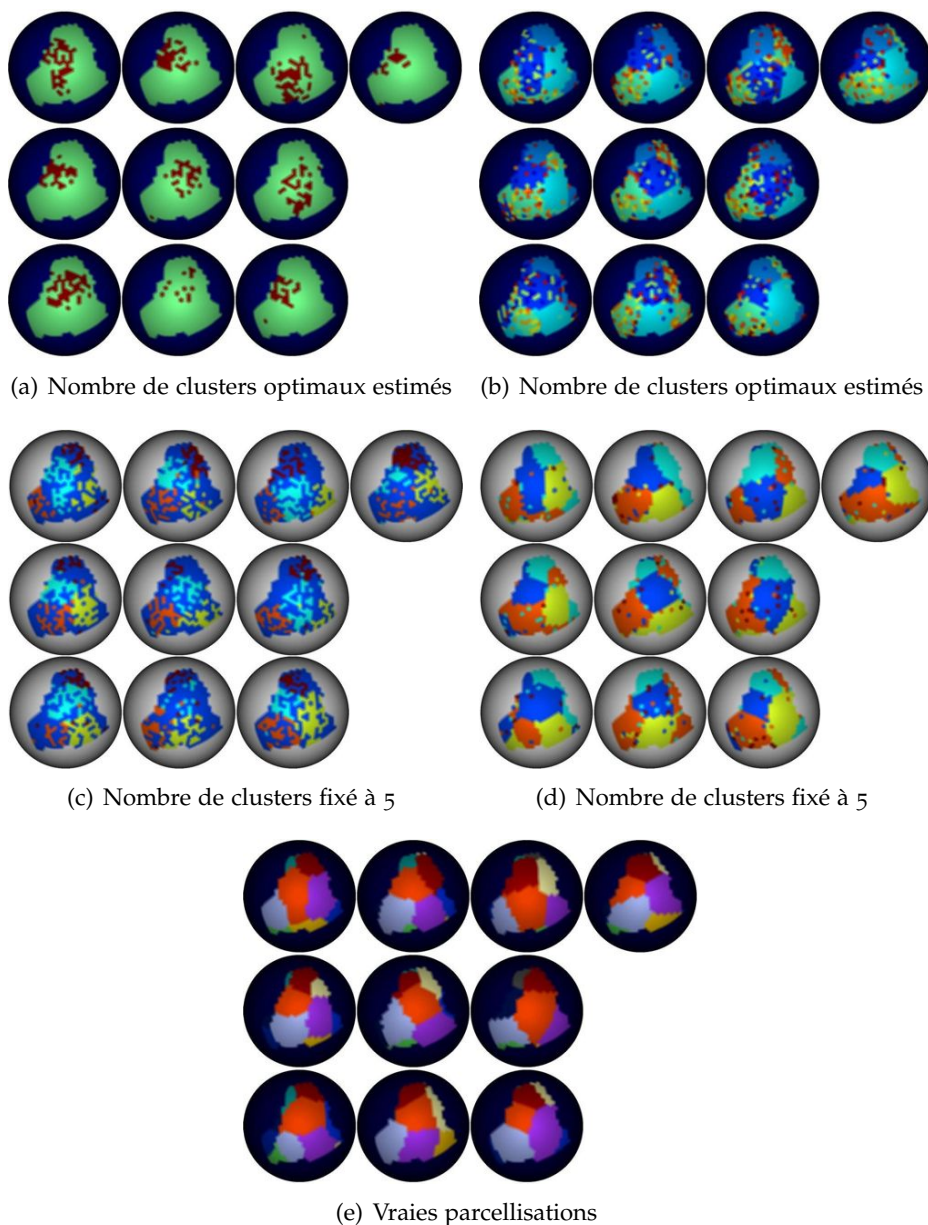 (a) Nombre de clusters optimaux estimés
(b) Nombre de clusters optimaux estimés
(c) Nombre de clusters fixé à 5
(d) Nombre de clusters fixé à 5
(e) Vraies parcellisations